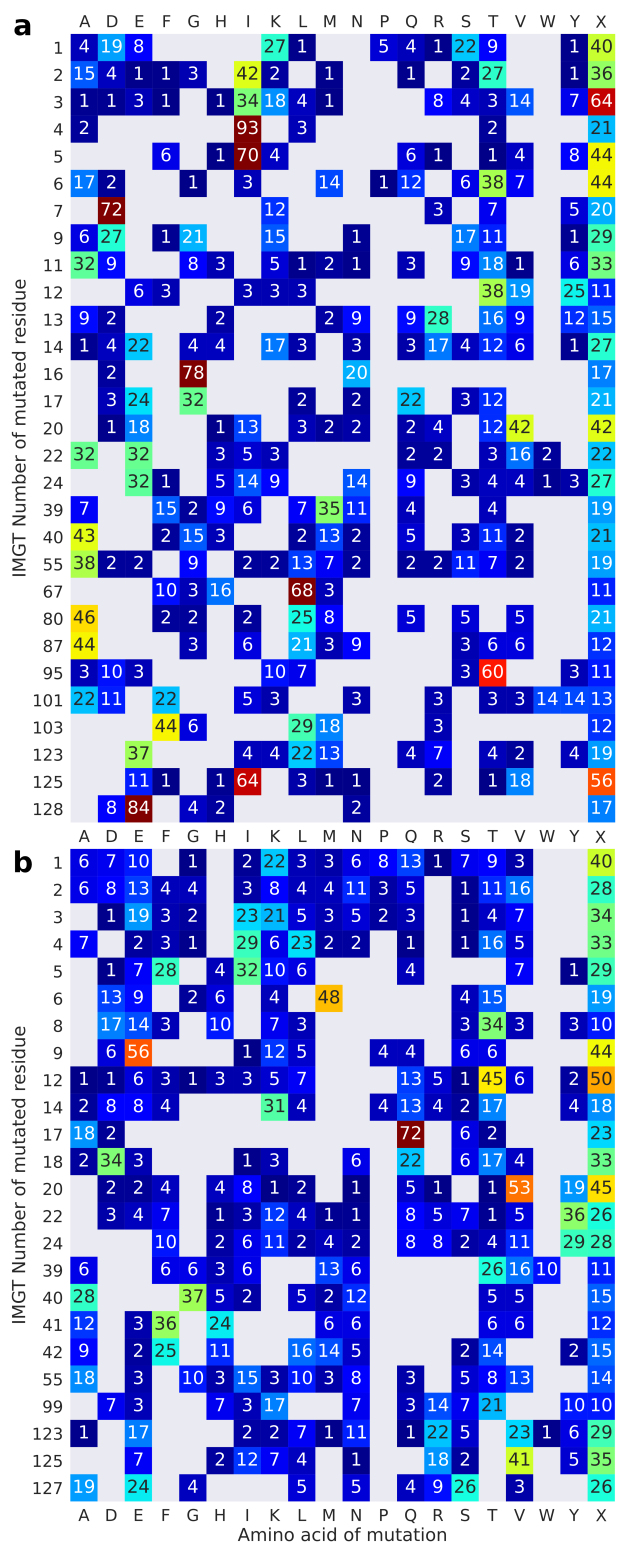 a
1 4 19 8 27 1 5 4 1 22 9 1 40
2 15 4 1 1 3 42 2 1 1 2 27 1 36
3 1 1 3 1 1 34 18 4 1 8 4 3 14 7 64
4 2 93 3 2 21
5 6 1 70 4 6 1 1 4 8 44
6 17 2 1 3 14 1 12 6 38 7 44
7 72 12 3 7 5 20
9 6 27 1 21 15 1 17 11 1 29
11 32 9 8 3 5 1 2 1 3 9 18 1 6 33
12 6 3 3 3 3 38 19 25 11
13 9 2 2 2 9 9 28 16 9 12 15
14 1 4 22 4 4 17 3 3 3 17 4 12 6 1 27
16 2 78 20 17
17 3 24 32 2 2 22 3 12 21
20 1 18 1 13 3 2 2 2 4 12 42 42
22 32 32 3 5 3 2 2 3 16 2 22
24 32 1 5 14 9 14 9 3 4 4 1 3 27
39 7 15 2 9 6 7 35 11 4 4 19
40 43 2 15 3 2 13 2 5 3 11 2 21
55 38 2 2 9 2 2 13 7 2 2 2 11 7 2 19
67 10 3 16 68 3 11
80 46 2 2 2 25 8 5 5 5 21
87 44 3 6 21 3 9 3 6 6 12
95 3 10 3 10 7 3 60 3 11
101 22 11 22 5 3 3 3 3 3 14 14 13
103 44 6 29 18 3 12
123 37 4 4 22 13 4 7 4 2 4 19
125 11 1 1 64 3 1 1 2 1 18 56
128 8 84 4 2 2 17
A D E F G H I K L M N P Q R S T V W Y X
IMGT Number of mutated residue
b
1 6 7 10 1 2 22 3 3 6 8 13 1 7 9 3 40
2 6 8 13 4 4 3 8 4 4 11 3 5 1 11 16 28
3 1 19 3 2 23 21 5 3 5 2 3 1 4 7 34
4 7 2 3 1 29 6 23 2 2 1 1 16 5 33
5 1 7 28 4 32 10 6 4 7 1 29
6 13 9 2 6 4 48 4 15 19
8 17 14 3 10 7 3 3 34 3 3 10
9 6 56 1 12 5 4 4 6 6 44
12 1 1 6 3 1 3 3 5 7 13 5 1 45 6 2 50
14 2 8 8 4 31 4 4 13 4 2 17 4 18
17 18 2 72 6 2 23
18 2 34 3 1 3 6 22 6 17 4 33
20 2 2 4 4 8 1 2 1 5 1 1 53 19 45
22 3 4 7 1 3 12 4 1 1 8 5 7 1 5 36 26
24 10 2 6 11 2 4 2 8 8 2 4 11 29 28
39 6 6 6 3 6 13 6 26 16 10 11
40 28 37 5 2 5 2 12 5 5 15
41 12 3 36 24 6 6 6 6 12
42 9 2 25 11 16 14 5 2 14 2 15
55 18 3 10 3 15 3 10 3 8 3 5 8 13 14
99 7 3 7 3 17 7 3 14 7 21 10 10
123 1 17 2 2 7 1 11 1 22 5 23 1 6 29
125 7 2 12 7 4 1 18 2 41 5 35
127 19 24 4 5 5 4 9 26 3 26
A D E F G H I K L M N P Q R S T V W Y X
IMGT Number of mutated residue
Amino acid of mutation